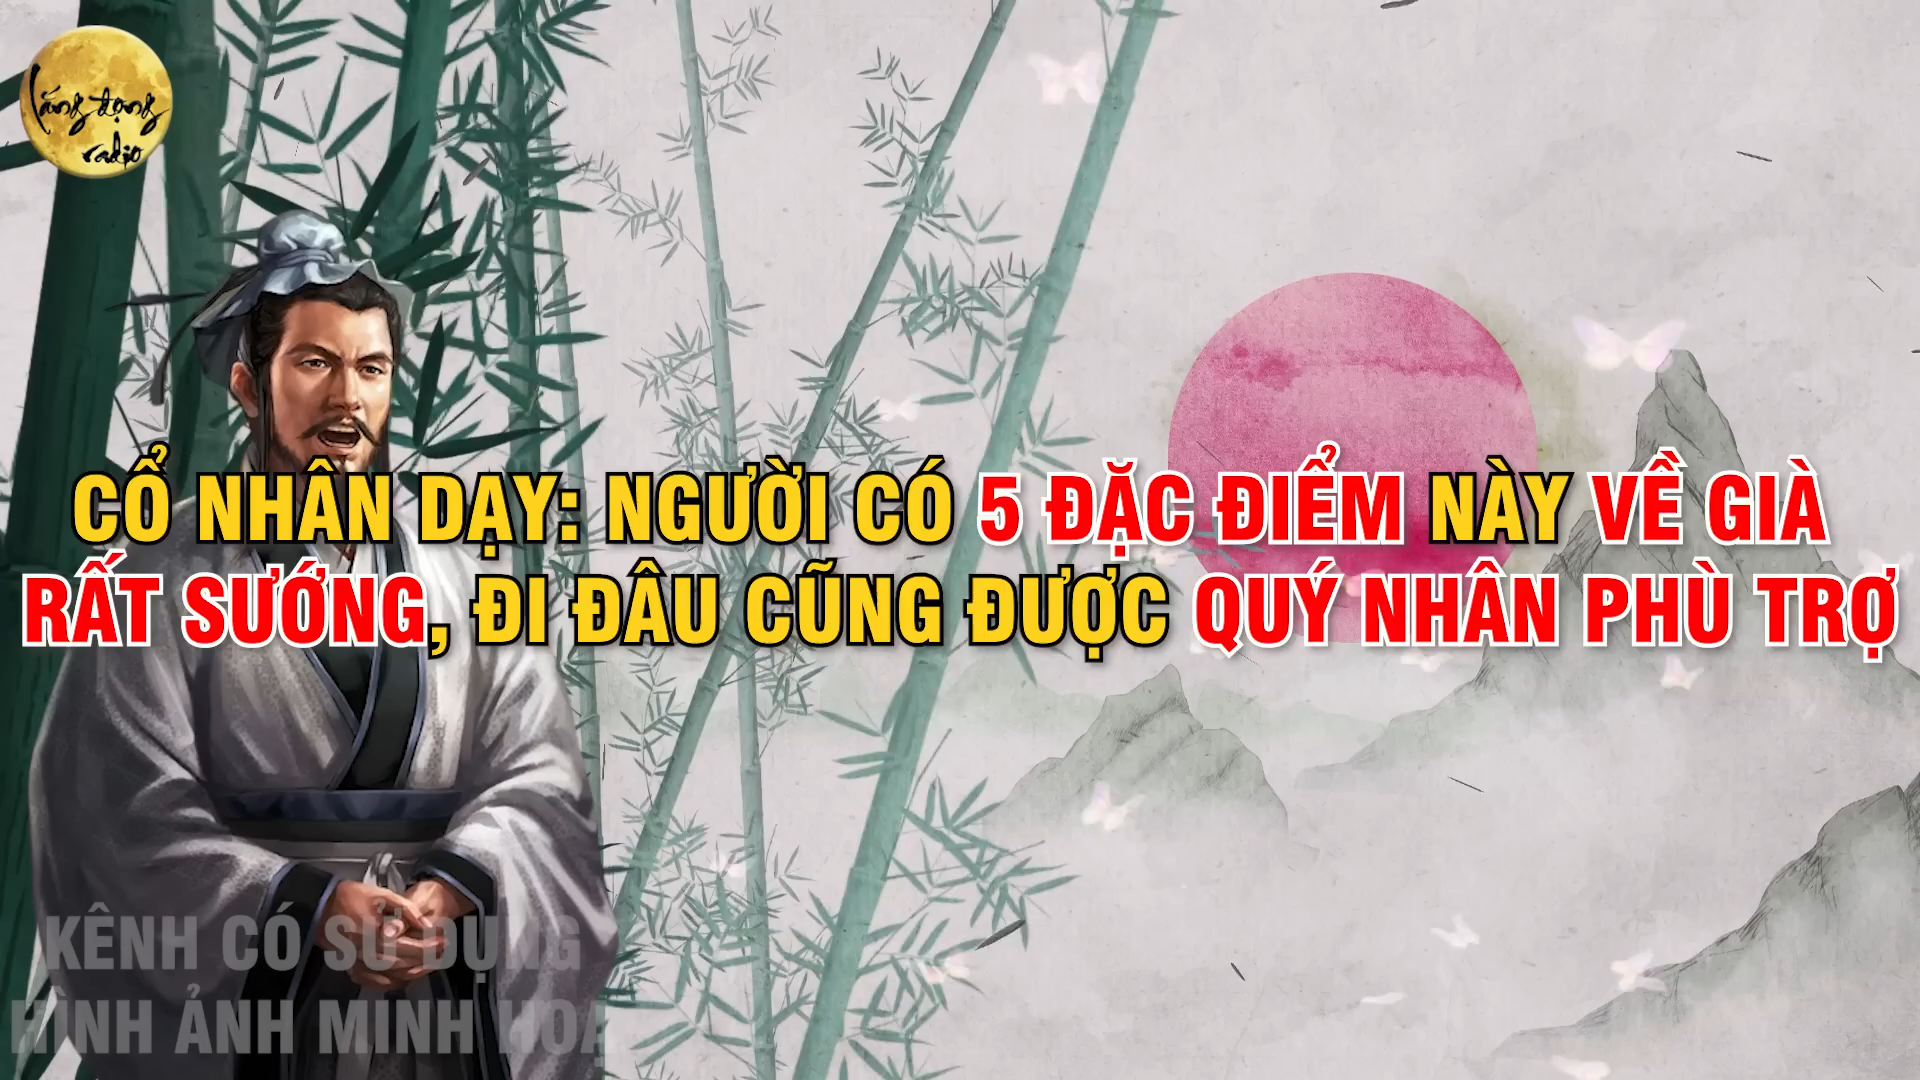 lắng đọng
radio
CỔ NHÂN DẠY: NGƯỜI CÓ 5 ĐẶC ĐIỂM NÀY VỀ GIÀ
RẤT SƯỚNG, ĐI ĐÂU CŨNG ĐƯỢC QUÝ NHÂN PHÙ TRỢ
KÊNH CÓ SỬ DỤNG
HÌNH ẢNH MINH HOẠ